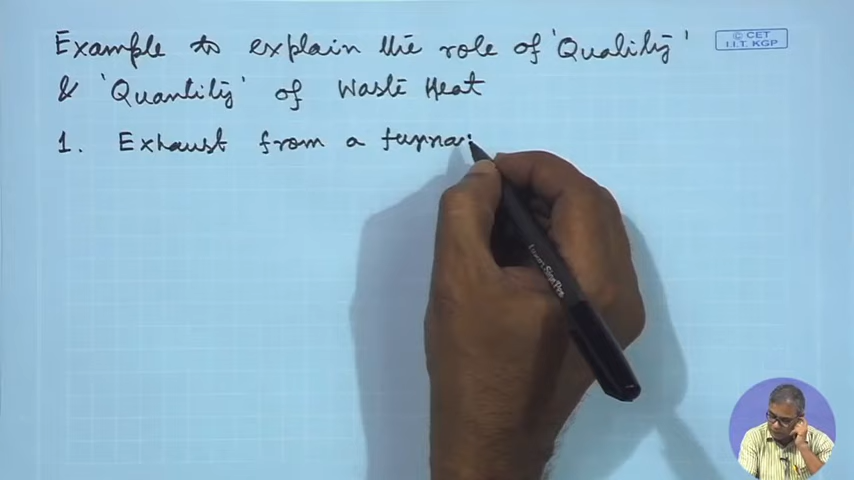 Example to explain the role of 'Quality'
& 'Quantity' of Waste Heat
1. Exhaust from a furnac
© CET
I.I.T. KGP